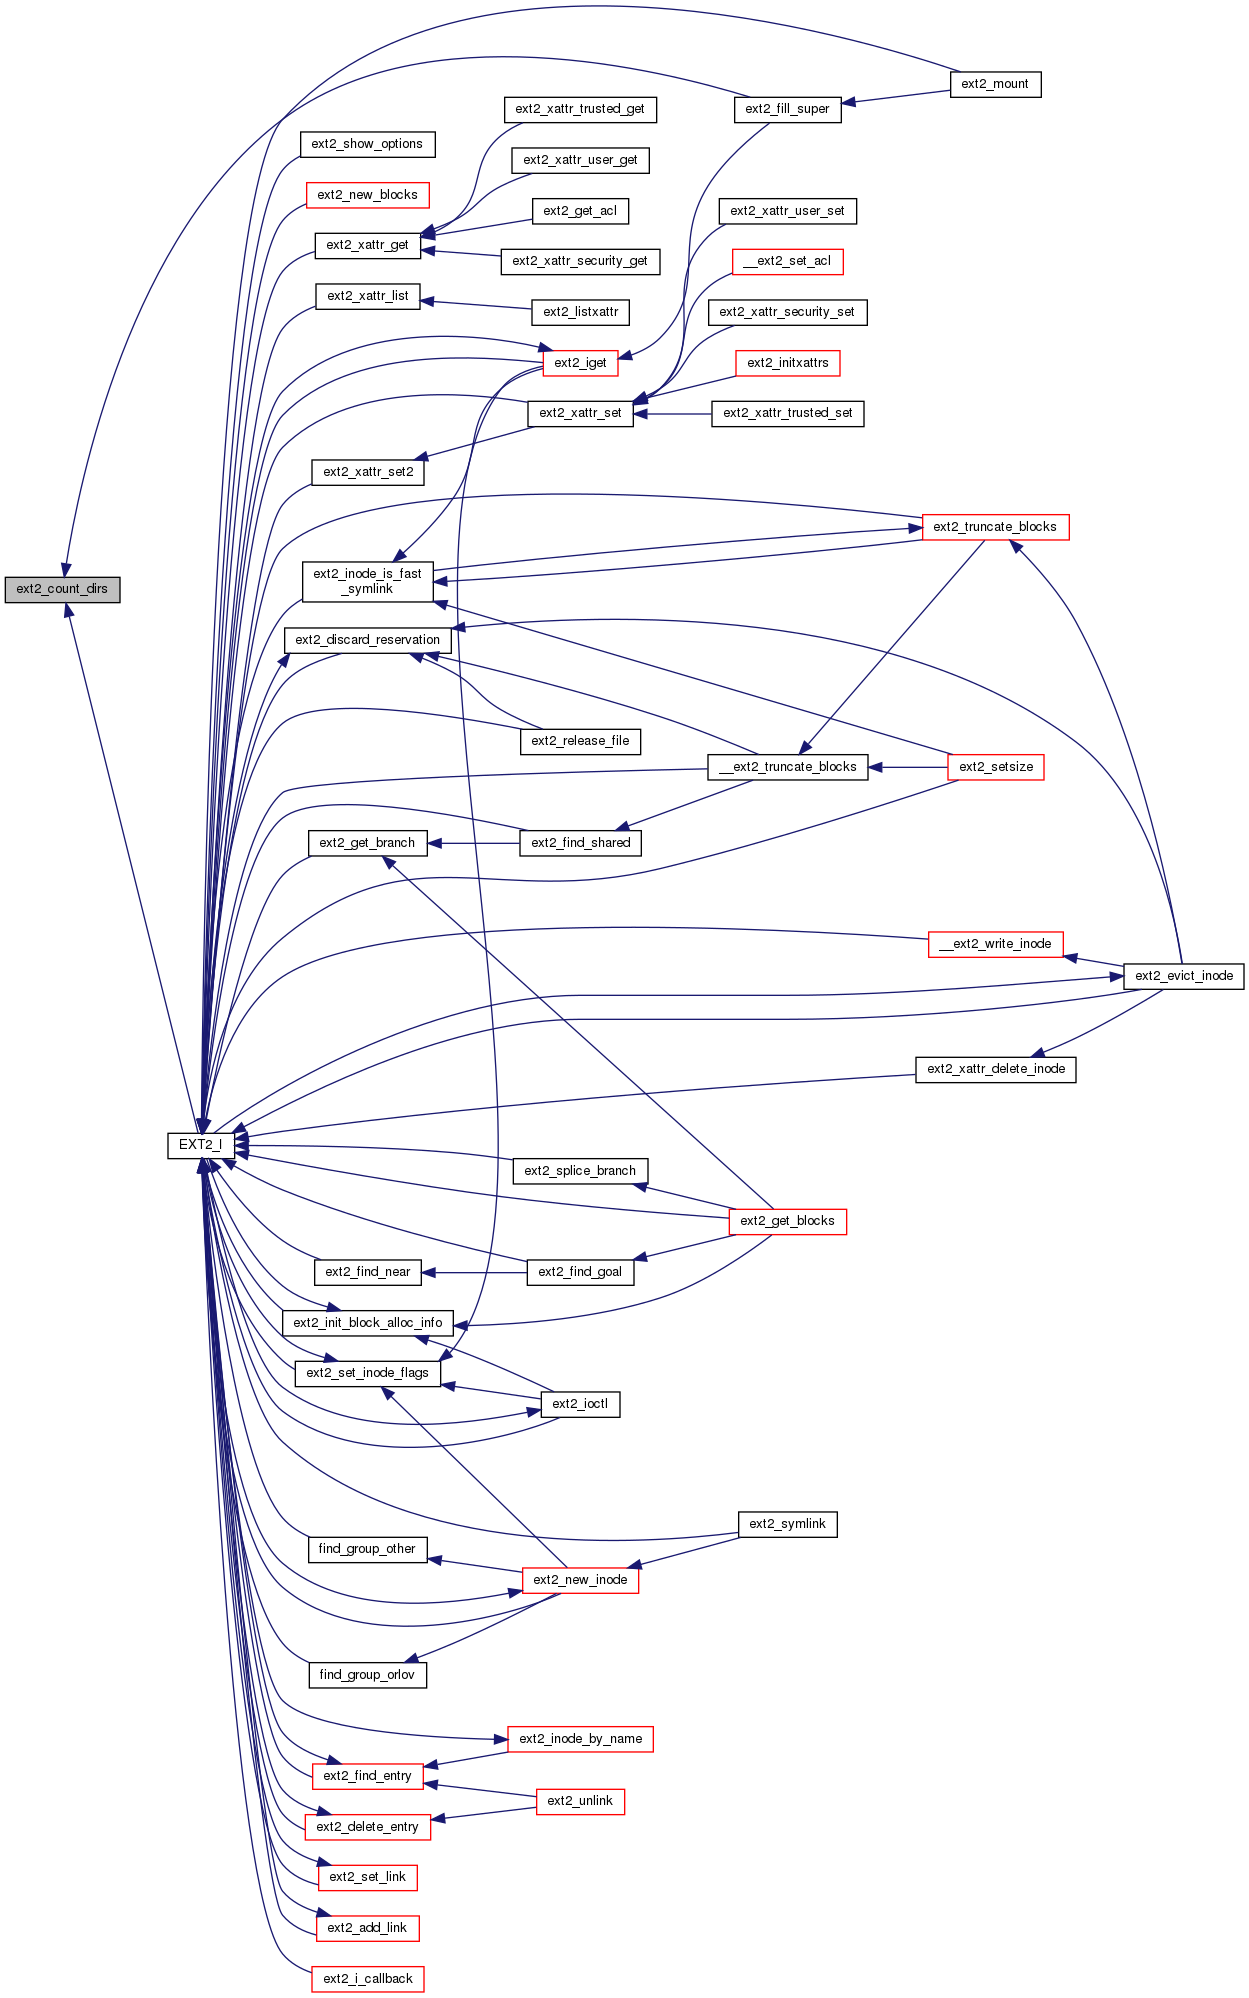 ext2_mount
ext2_fill_super
ext2_xattr_trusted_get
ext2_show_options
ext2_xattr_user_get
ext2_new_blocks
ext2_get_acl
ext2_xattr_user_set
ext2_xattr_get
ext2_xattr_security_get
__ext2_set_acl
ext2_xattr_list
ext2_listxattr
ext2_xattr_security_set
ext2_iget
ext2_initxattrs
ext2_xattr_set
ext2_xattr_trusted_set
ext2_xattr_set2
ext2_truncate_blocks
ext2_inode_is_fast
_symlink
ext2_count_dirs
ext2_discard_reservation
ext2_release_file
__ext2_truncate_blocks
ext2_setsize
ext2_get_branch
ext2_find_shared
__ext2_write_inode
ext2_evict_inode
ext2_xattr_delete_inode
EXT2_I
ext2_splice_branch
ext2_get_blocks
ext2_find_near
ext2_find_goal
ext2_init_block_alloc_info
ext2_set_inode_flags
ext2_ioctl
ext2_symlink
find_group_other
ext2_new_inode
find_group_orlov
ext2_inode_by_name
ext2_find_entry
ext2_unlink
ext2_delete_entry
ext2_set_link
ext2_add_link
ext2_i_callback